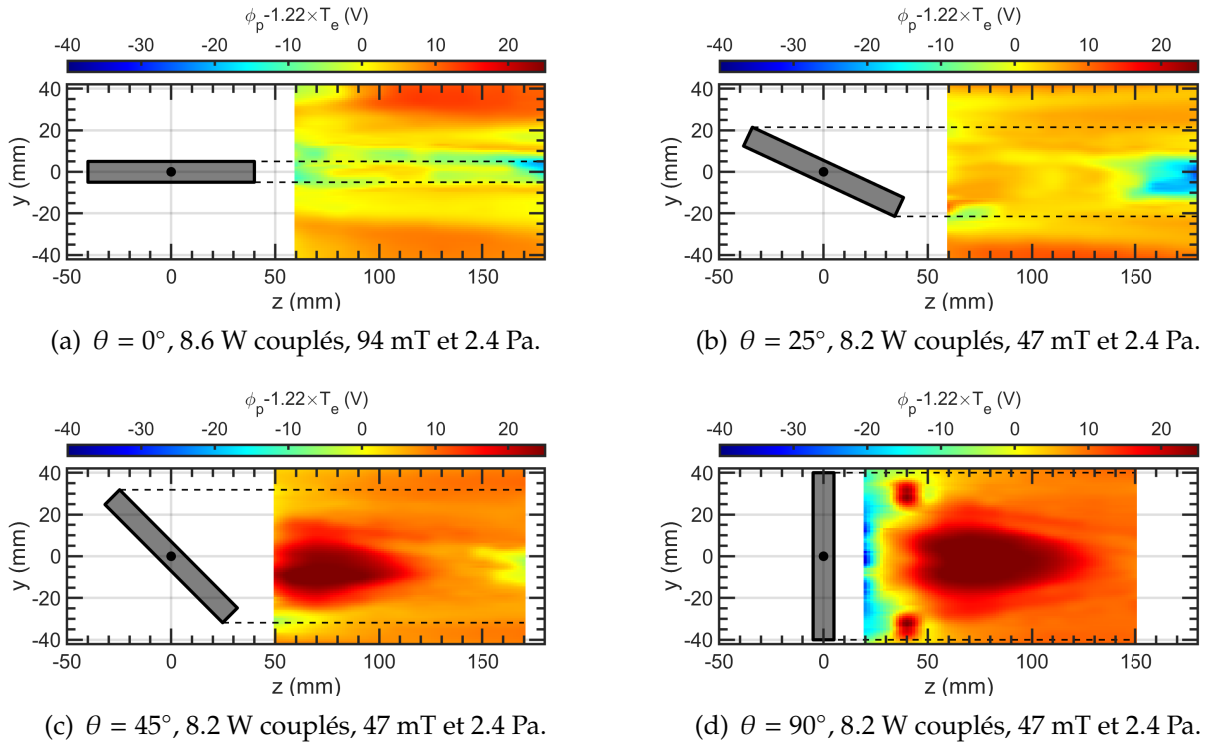 ϕp-1.22×Te (V)
-40 -30 -20 -10 0 10 20
40
20
0
-20
-40
y (mm)
-50 0 50 100 150
z (mm)
(a) θ = 0°, 8.6 W couplés, 94 mT et 2.4 Pa.
ϕp-1.22×Te (V)
-40 -30 -20 -10 0 10 20
40
20
0
-20
-40
y (mm)
-50 0 50 100 150
z (mm)
(b) θ = 25°, 8.2 W couplés, 47 mT et 2.4 Pa.
ϕp-1.22×Te (V)
-40 -30 -20 -10 0 10 20
40
20
0
-20
-40
y (mm)
-50 0 50 100 150
z (mm)
(c) θ = 45°, 8.2 W couplés, 47 mT et 2.4 Pa.
ϕp-1.22×Te (V)
-40 -30 -20 -10 0 10 20
40
20
0
-20
-40
y (mm)
-50 0 50 100 150
z (mm)
(d) θ = 90°, 8.2 W couplés, 47 mT et 2.4 Pa.